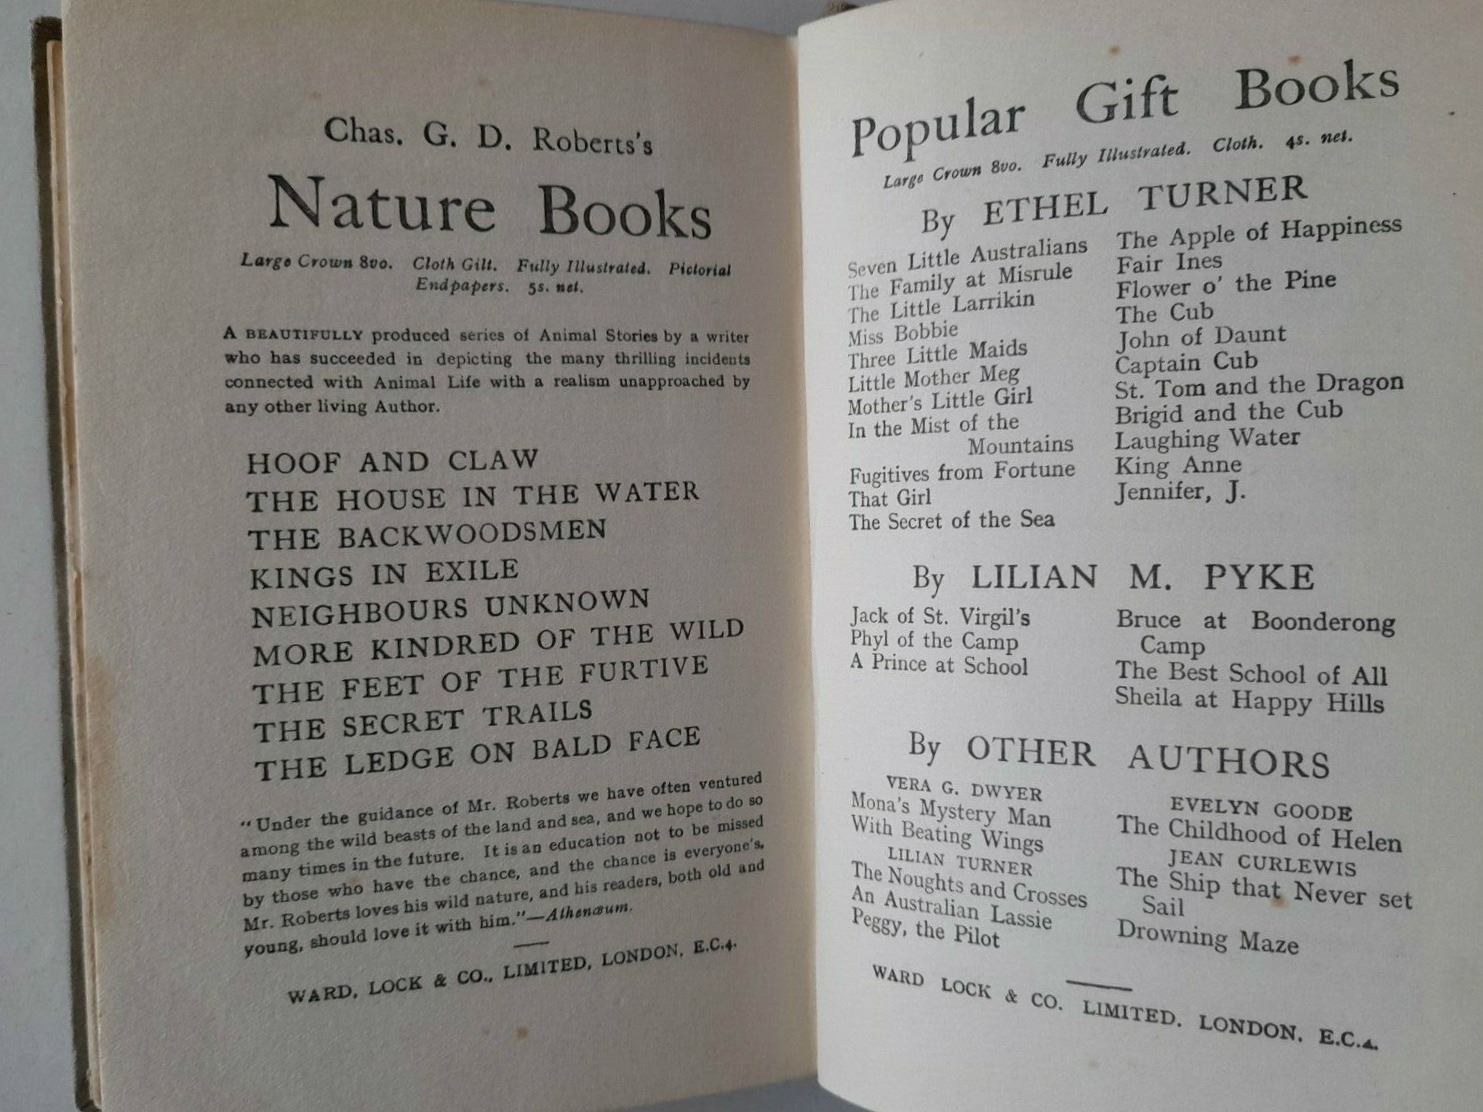 Chas. G. D. Roberts's
Nature Books
Large Crown 8vo. Cloth Gilt. Fully Illustrated. Pictorial
Endpapers. 5s. net.
A BEAUTIFULLY produced series of Animal Stories by a writer
who has succeeded in depicting the many thrilling incidents
connected with Animal Life with a realism unapproached by
any other living Author.
HOOF AND CLAW
THE HOUSE IN THE WATER
THE BACKWOODSMEN
KINGS IN EXILE
NEIGHBOURS UNKNOWN
MORE KINDRED OF THE WILD
THE FEET OF THE FURTIVE
THE SECRET TRAILS
THE LEDGE ON BALD FACE
"Under the guidance of Mr. Roberts we have often ventured
among the wild beasts of the land and sea, and we hope to do so
many times in the future. It is an education not to be missed
by those who have the chance, and the chance is everyone's.
Mr. Roberts loves his wild nature, and his readers, both old and
young, should love it with him."—Athenæum.
WARD, LOCK & CO., LIMITED, LONDON, E.C.4.
Popular Gift Books
Large Crown 8vo. Fully Illustrated. Cloth. 4s. net.
By ETHEL TURNER
Seven Little Australians
The Family at Misrule
The Little Larrikin
Miss Bobbie
Three Little Maids
Little Mother Meg
Mother's Little Girl
In the Mist of the
Mountains
Fugitives from Fortune
That Girl
The Secret of the Sea
The Apple of Happiness
Fair Ines
Flower o' the Pine
The Cub
John of Daunt
Captain Cub
St. Tom and the Dragon
Brigid and the Cub
Laughing Water
King Anne
Jennifer, J.
By LILIAN M. PYKE
Jack of St. Virgil's
Phyl of the Camp
A Prince at School
Bruce at Boonderong
Camp
The Best School of All
Sheila at Happy Hills
By OTHER AUTHORS
VERA G. DWYER
Mona's Mystery Man
With Beating Wings
LILIAN TURNER
The Noughts and Crosses
An Australian Lassie
Peggy, the Pilot
EVELYN GOODE
The Childhood of Helen
JEAN CURLEWIS
The Ship that Never set
Sail
Drowning Maze
WARD LOCK & CO. LIMITED. LONDON, E.C.4.